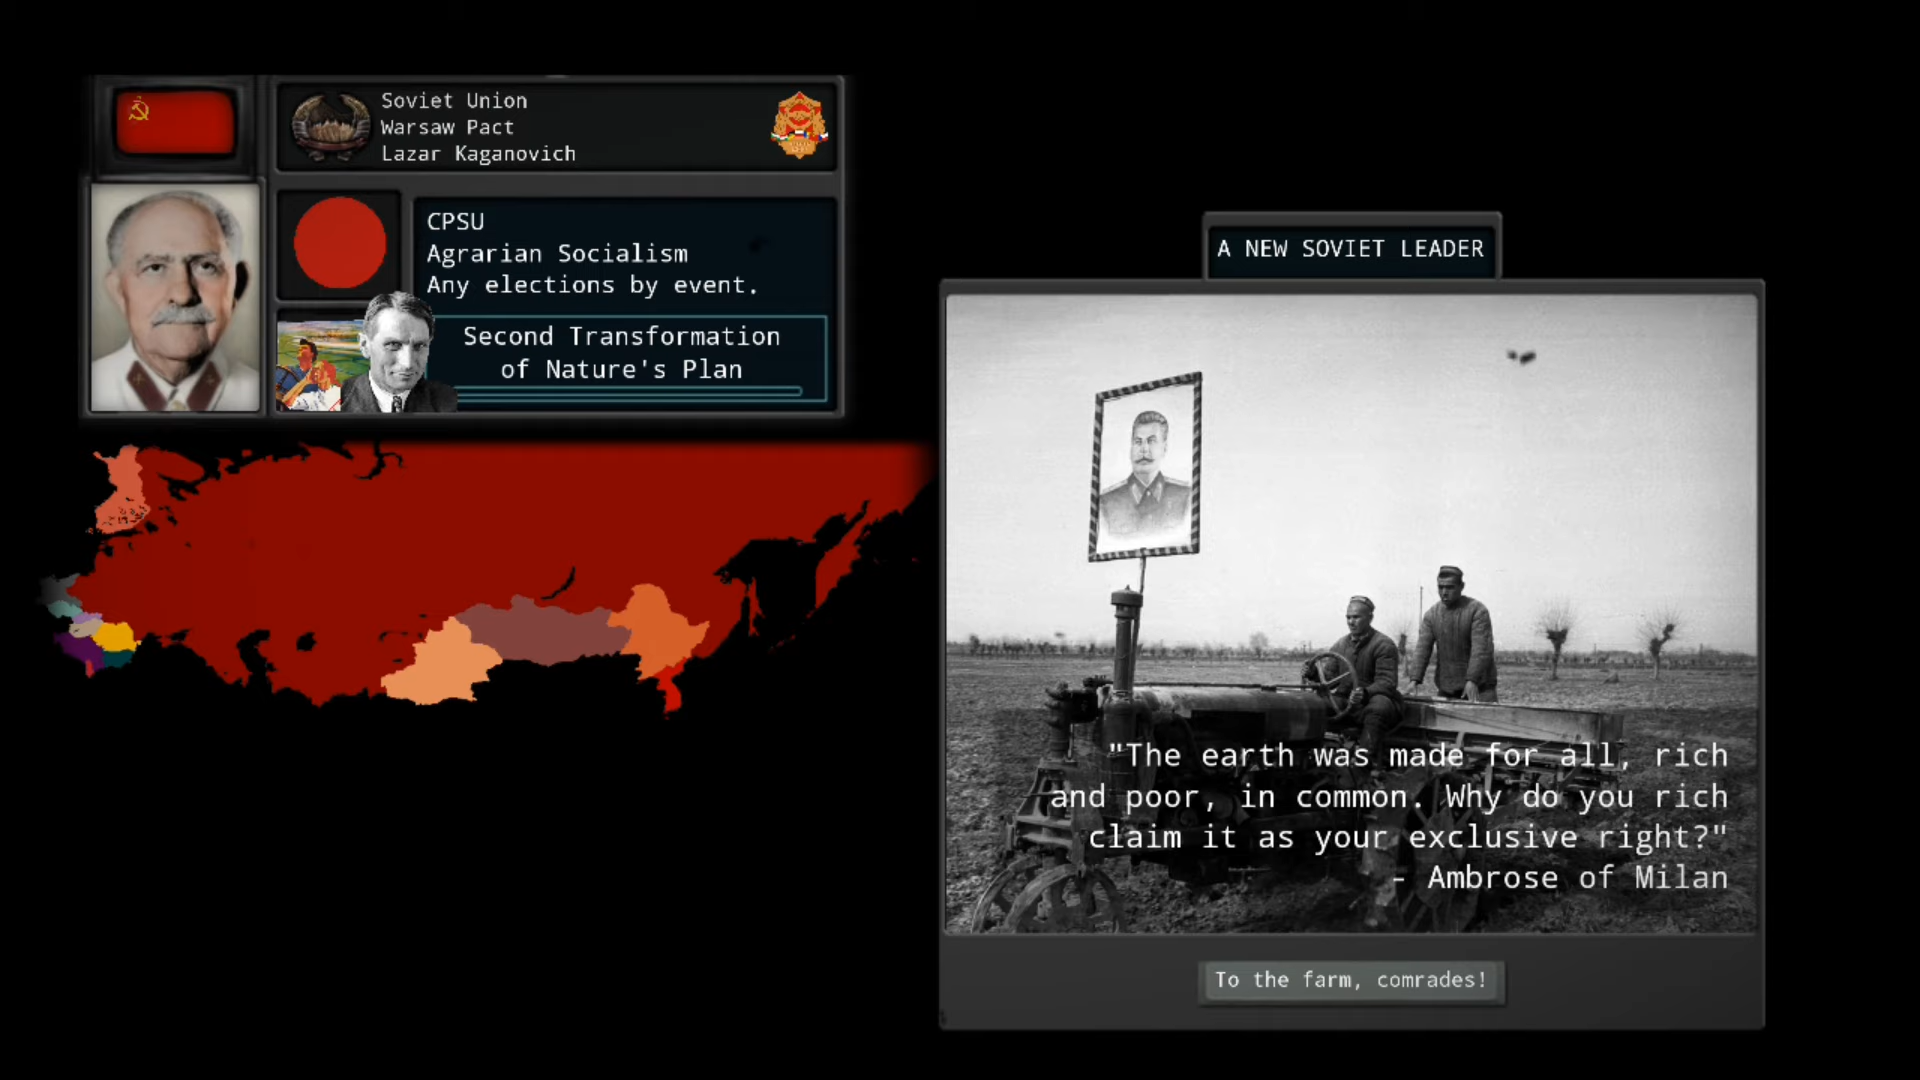 Soviet Union
Warsaw Pact
Lazar Kaganovich
CPSU
Agrarian Socialism
Any elections by event.
Second Transformation
of Nature's Plan
A NEW SOVIET LEADER
"The earth was made for all, rich
and poor, in common. Why do you rich
claim it as your exclusive right?"
- Ambrose of Milan
To the farm, comrades!